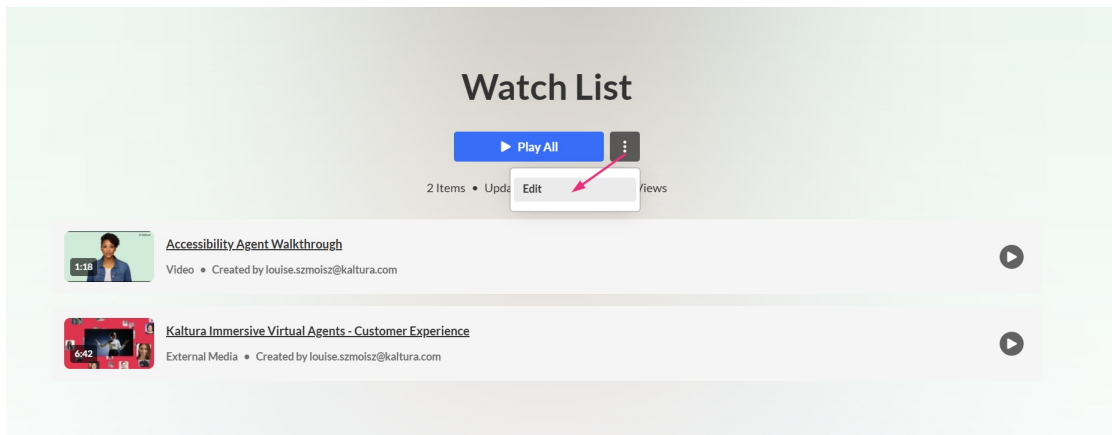 Watch List
Play All
2 Items • Upda
Edit
Views
1:18
Accessibility Agent Walkthrough
Video • Created by louise.szmoisz@kaltura.com
6:42
Kaltura Immersive Virtual Agents - Customer Experience
External Media • Created by louise.szmoisz@kaltura.com